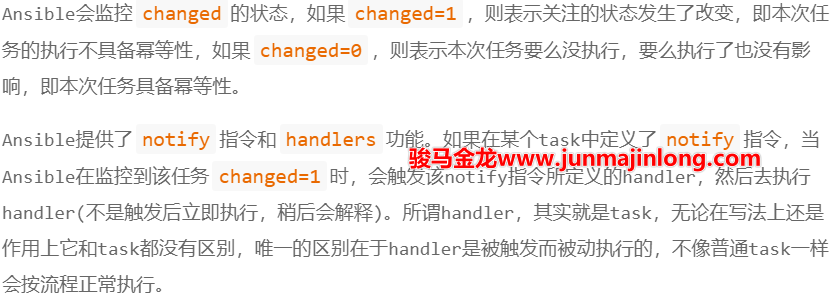 Ansible会监控 changed 的状态，如果 changed=1 ，则表示关注的状态发生了改变，即本次任
务的执行不具备幂等性，如果 changed=0 ，则表示本次任务要么没执行，要么执行了也没有影
响，即本次任务具备幂等性。
Ansible提供了 notify 指令和 handlers 功能。如果在某个task中定义了 notify 指令，当
骏马金龙www.junmajinlong.com
Ansible在监控到该任务 changed=1 时，会触发该notify指令所定义的handler，然后去执行
handler(不是触发后立即执行，稍后会解释)。所谓handler，其实就是task，无论在写法上还是
作用上它和task都没有区别，唯一的区别在于handler是被触发而被动执行的，不像普通task一样
会按流程正常执行。